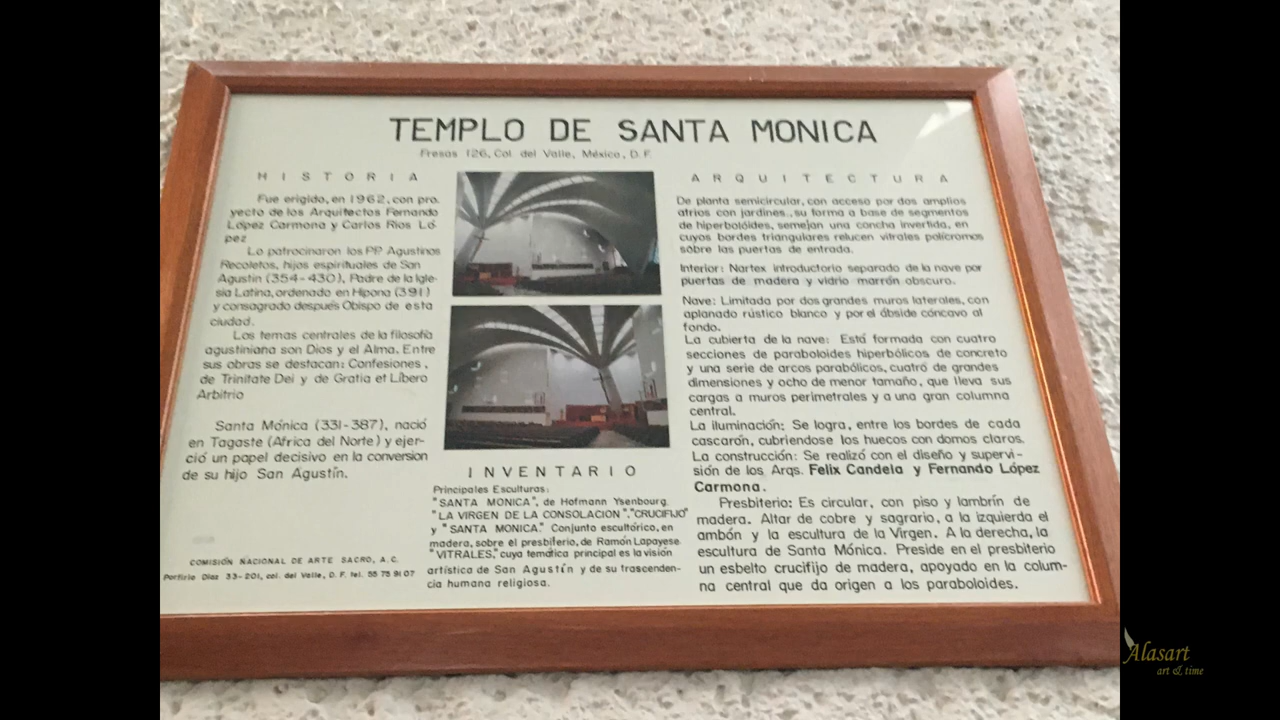 TEMPLO DE SANTA MONICA
Fresas 126, Col. del Valle, México, D.F.
HISTORIA
Fue erigido, en 1962, con pro-
yecto de los Arquitectos Fernando
López Carmona y Carlos Ríos Ló-
pez
Lo patrocinaron los PP. Agustinos
Recoletos, hijos espirituales de San
Agustín (354-430), Padre de la Igle-
sia Latina, ordenado en Hipona (391)
y consagrado después Obispo de esta
ciudad.
Los temas centrales de la filosofía
agustiniana son Dios y el Alma. Entre
sus obras se destacan: Confesiones,
de Trinitate Dei y de Gratia et Líbero
Arbitrio
Santa Mónica (331-387), nació
en Tagaste (Africa del Norte) y ejer-
ció un papel decisivo en la conversion
de su hijo San Agustín.
COMISIÓN NACIONAL DE ARTE SACRO, A.C.
Porfirio Díaz 33-201, col. del Valle, D.F. tel. 55 75 91 07
INVENTARIO
Principales Esculturas:
"SANTA MONICA", de Hofmann Ysenbourg.
"LA VIRGEN DE LA CONSOLACION", "CRUCIFIJO"
y "SANTA MONICA." Conjunto escultórico, en
madera, sobre el presbiterio, de Ramón Lapayese.
"VITRALES," cuya temática principal es la visión
artística de San Agustín y de su trascenden-
cia humana religiosa.
ARQUITECTURA
De planta semicircular, con acceso por dos amplios
atrios con jardines., su forma a base de segmentos
de hiperbolóides, semejan una concha invertida, en
cuyos bordes triangulares relucen vitrales polícromos
sobre las puertas de entrada.
Interior: Nartex introductorio separado de la nave por
puertas de madera y vidrio marrón obscuro.
Nave: Limitada por dos grandes muros laterales, con
aplanado rústico blanco y por el ábside cóncavo al
fondo.
La cubierta de la nave: Está formada con cuatro
secciones de paraboloides hiperbólicos de concreto
y una serie de arcos parabólicos, cuatro de grandes
dimensiones y ocho de menor tamaño, que lleva sus
cargas a muros perimetrales y a una gran columna
central.
La iluminación: Se logra, entre los bordes de cada
cascarón, cubriendose los huecos con domos claros.
La construcción: Se realizó con el diseño y supervi-
sión de los Arqs. Felix Candela y Fernando López
Carmona.
Presbiterio: Es circular, con piso y lambrín de
madera. Altar de cobre y sagrario, a la izquierda el
ambón y la escultura de la Virgen. A la derecha, la
escultura de Santa Mónica. Preside en el presbiterio
un esbelto crucifijo de madera, apoyado en la colum-
na central que da origen a los paraboloides.
Alasart
art & time